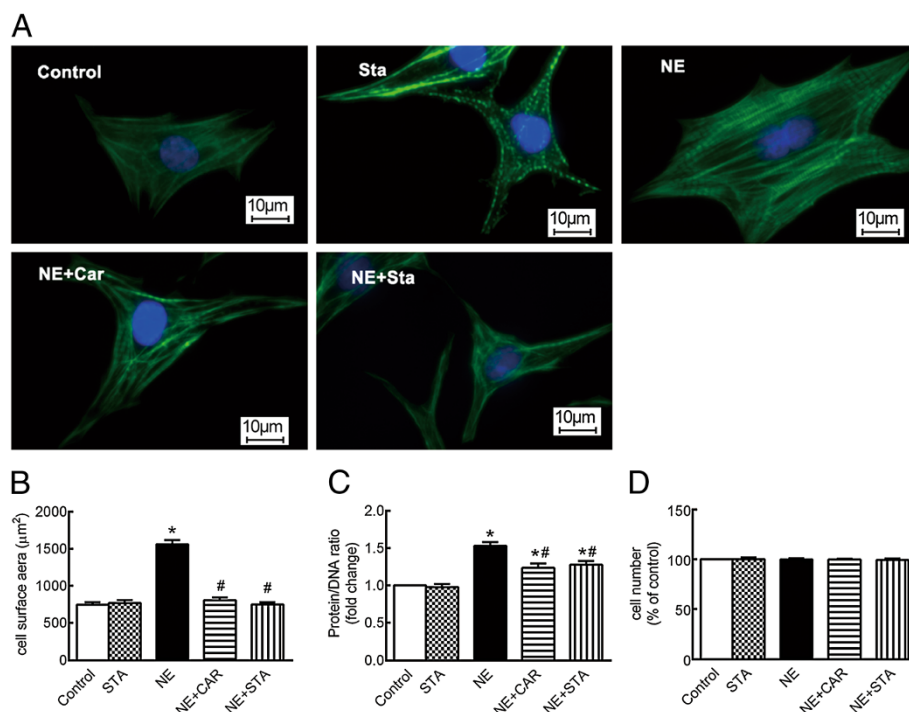 A
Control
Sta
NE
10µm
10µm
10µm
NE+Car
NE+Sta
10µm
10µm
B
C
D
cell surface aera (µm²)
2000
1500
1000
500
0
*
#
#
Control
STA
NE
NE+CAR
NE+STA
Protein/DNA ratio
(fold change)
2.0
1.5
1.0
0.5
0.0
*
*#
*#
Control
STA
NE
NE+CAR
NE+STA
cell number
(% of control)
150
100
50
0
Control
STA
NE
NE+CAR
NE+STA